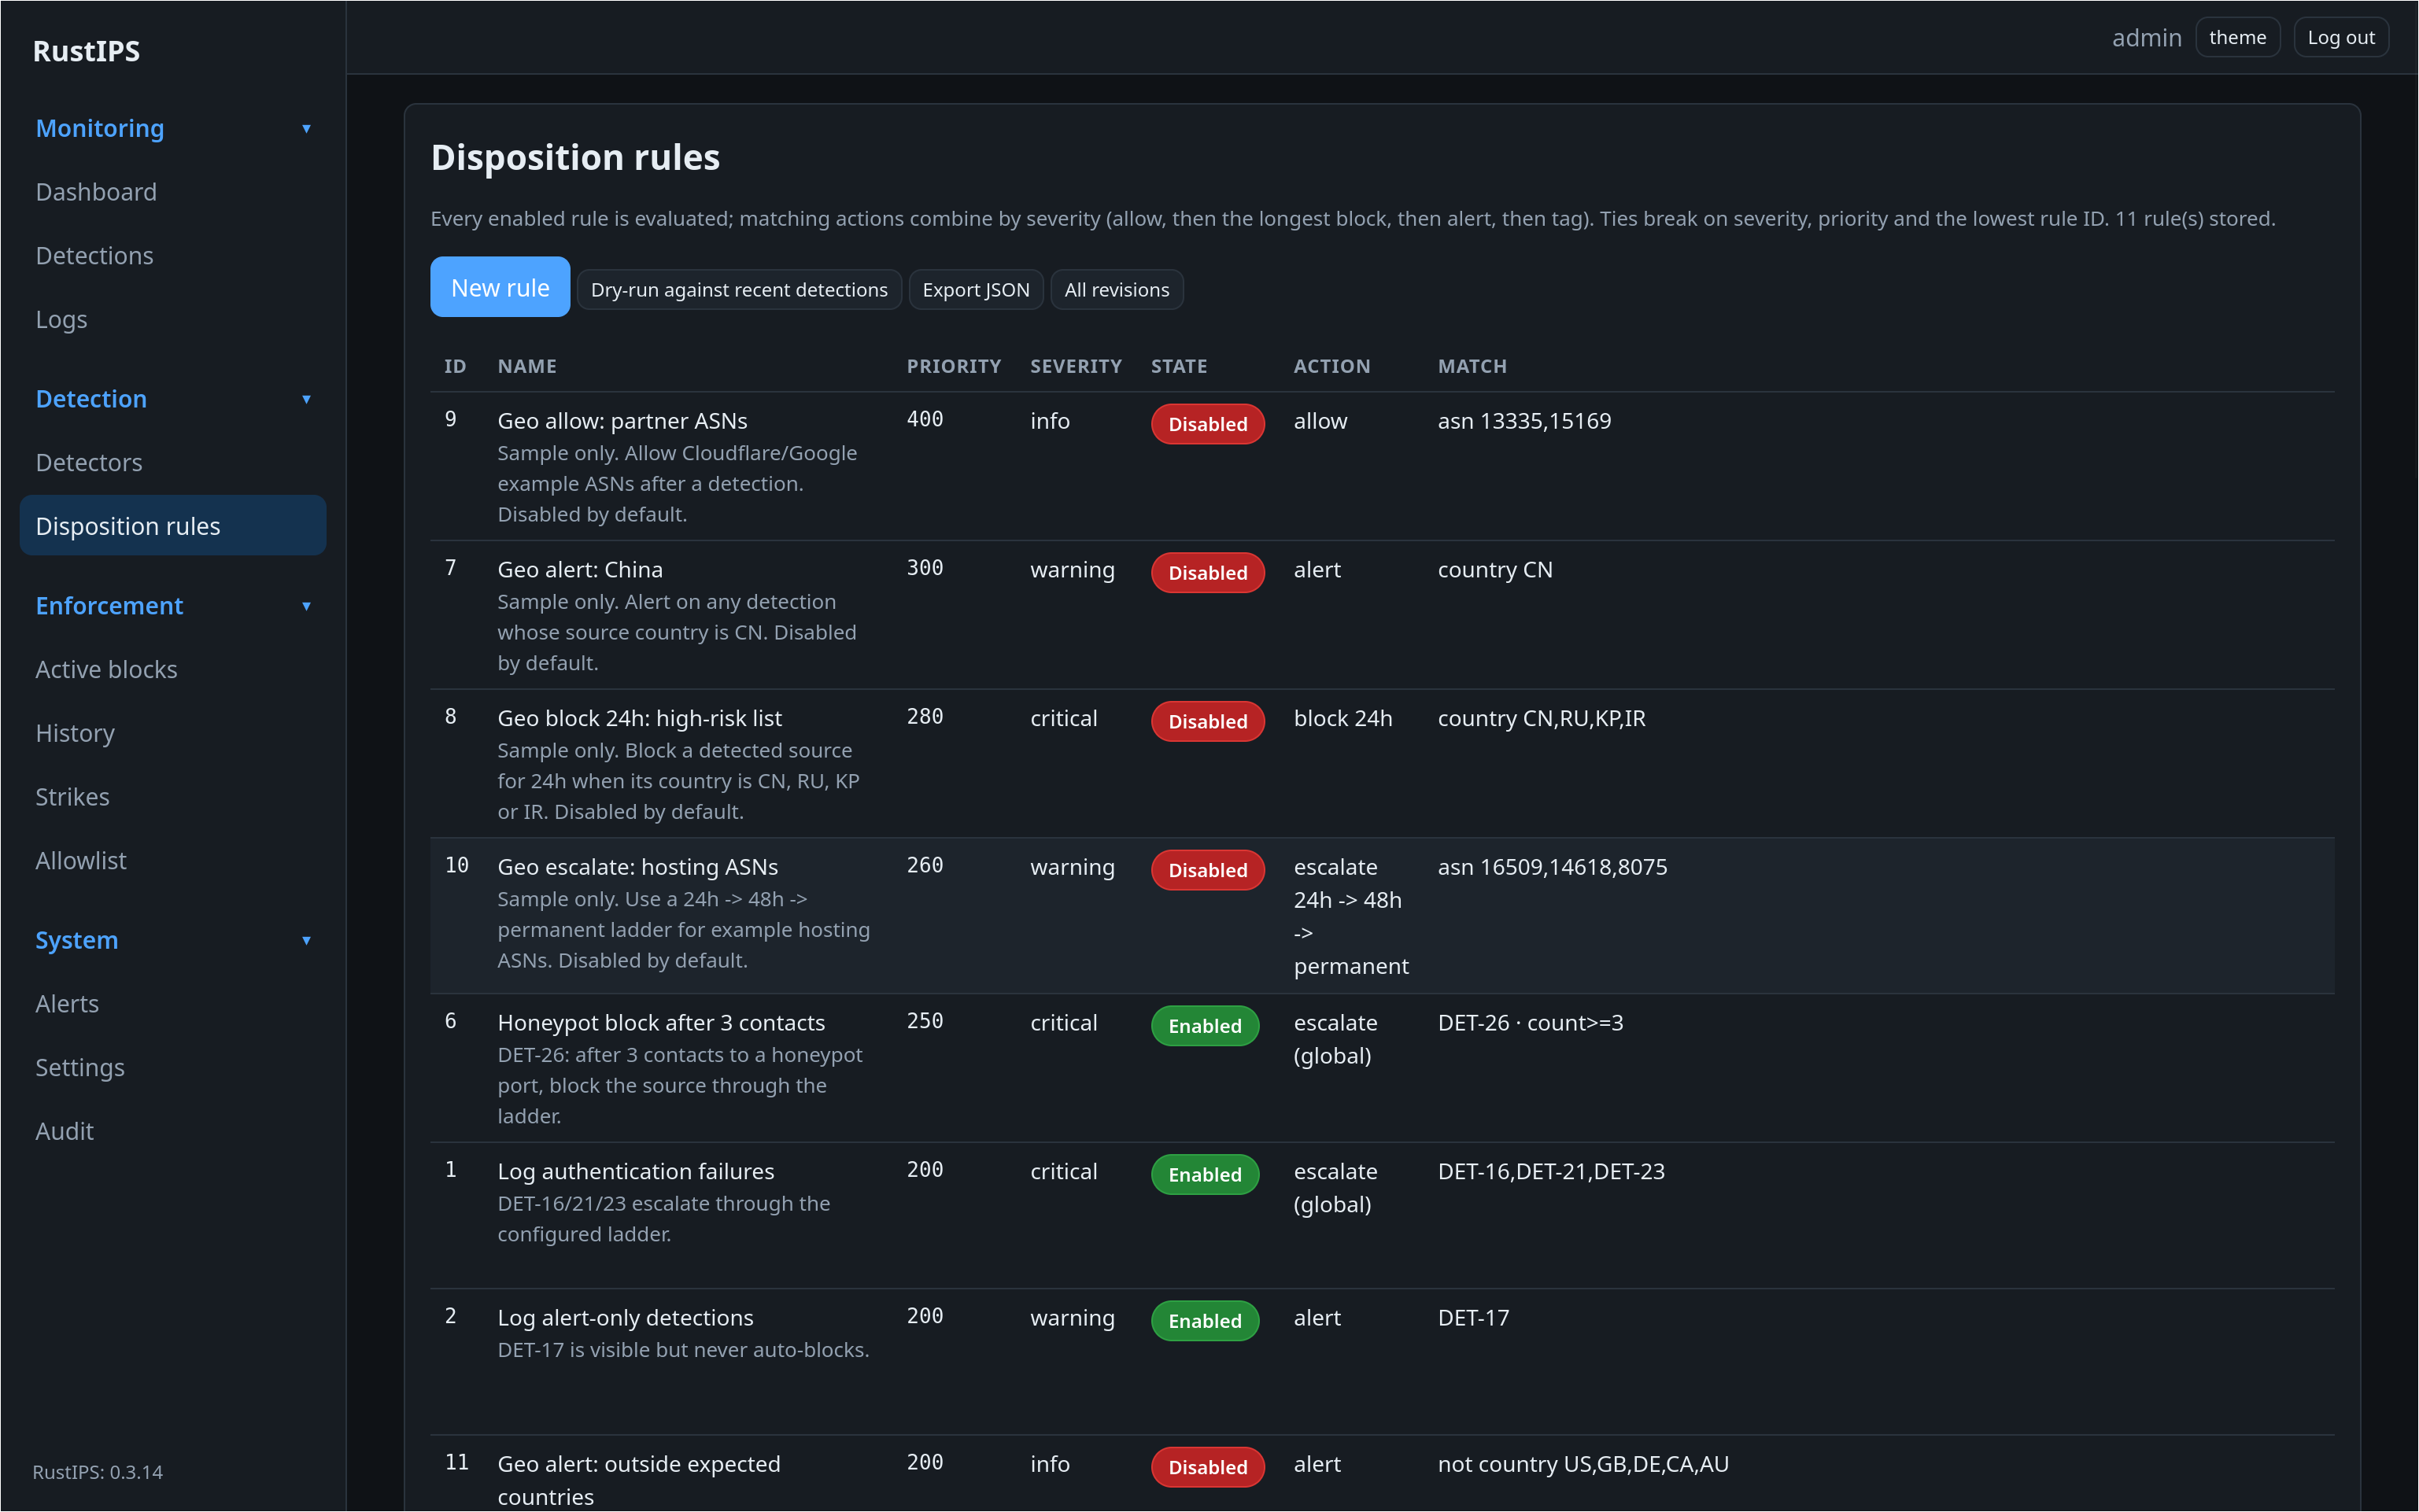 RustIPS
admin
theme
Log out
Monitoring ▾
Dashboard
Detections
Logs
Detection ▾
Detectors
Disposition rules
Enforcement ▾
Active blocks
History
Strikes
Allowlist
System ▾
Alerts
Settings
Audit
RustIPS: 0.3.14
Disposition rules
Every enabled rule is evaluated; matching actions combine by severity (allow, then the longest block, then alert, then tag). Ties break on severity, priority and the lowest rule ID. 11 rule(s) stored.
New rule Dry-run against recent detections Export JSON All revisions
ID NAME PRIORITY SEVERITY STATE ACTION MATCH
9 Geo allow: partner ASNs 400 info Disabled allow asn 13335,15169
Sample only. Allow Cloudflare/Google
example ASNs after a detection.
Disabled by default.
7 Geo alert: China 300 warning Disabled alert country CN
Sample only. Alert on any detection
whose source country is CN. Disabled
by default.
8 Geo block 24h: high-risk list 280 critical Disabled block 24h country CN,RU,KP,IR
Sample only. Block a detected source
for 24h when its country is CN, RU, KP
or IR. Disabled by default.
10 Geo escalate: hosting ASNs 260 warning Disabled escalate asn 16509,14618,8075
Sample only. Use a 24h -> 48h -> 24h -> 48h
permanent ladder for example hosting ->
ASNs. Disabled by default. permanent
6 Honeypot block after 3 contacts 250 critical Enabled escalate DET-26 · count>=3
DET-26: after 3 contacts to a honeypot (global)
port, block the source through the
ladder.
1 Log authentication failures 200 critical Enabled escalate DET-16,DET-21,DET-23
DET-16/21/23 escalate through the (global)
configured ladder.
2 Log alert-only detections 200 warning Enabled alert DET-17
DET-17 is visible but never auto-blocks.
11 Geo alert: outside expected 200 info Disabled alert not country US,GB,DE,CA,AU
countries